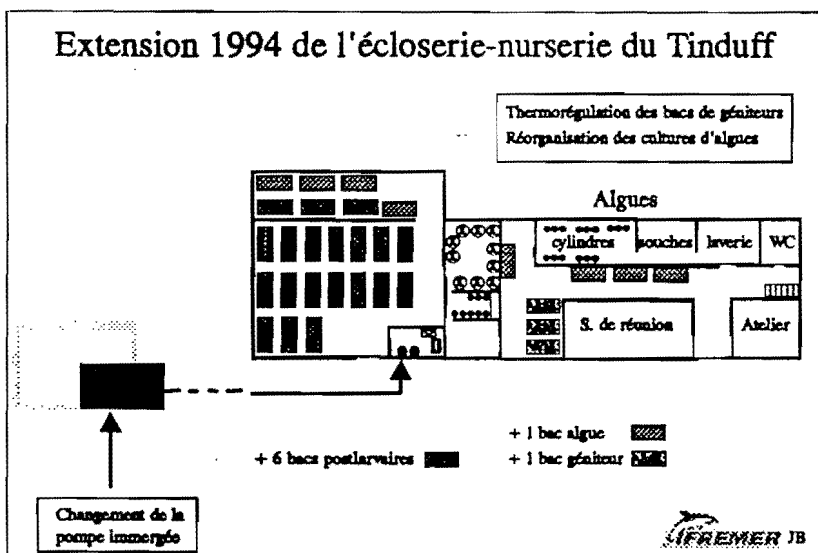 Extension 1994 de l'écloserie-nurserie du Tinduff
Thermorégulation des bacs de géniteurs
Réorganisation des cultures d'algues
Algues
cylindres
souches
laverie
WC
S. de réunion
Atelier
+ 6 bacs postlarvaires
+ 1 bac algue
+ 1 bac géniteur
Changement de la
pompe immergée
IFREMER JB